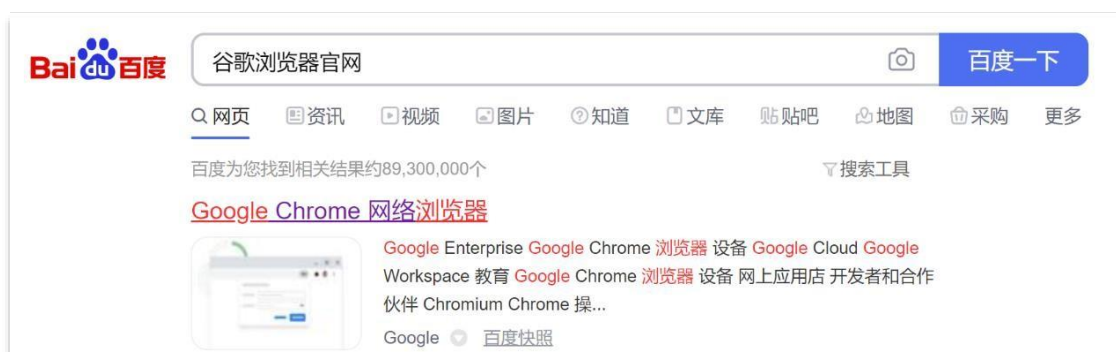 Bai du 百度 谷歌浏览器官网 百度一下
网页 资讯 视频 图片 知道 文库 贴吧 地图 采购 更多
百度为您找到相关结果约89,300,000个 搜索工具
Google Chrome 网络浏览器
Google Enterprise Google Chrome 浏览器 设备 Google Cloud Google
Workspace 教育 Google Chrome 浏览器 设备 网上应用店 开发者和合作
伙伴 Chromium Chrome 操...
Google 百度快照